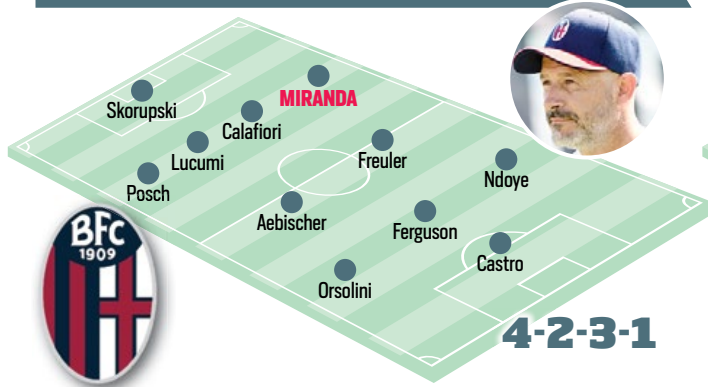 Skorupski
MIRANDA
Calafiori
Lucumi
Posch
Freuler
Ndoye
Aebischer
Ferguson
Castro
Orsolini
BFC
1909
4-2-3-1